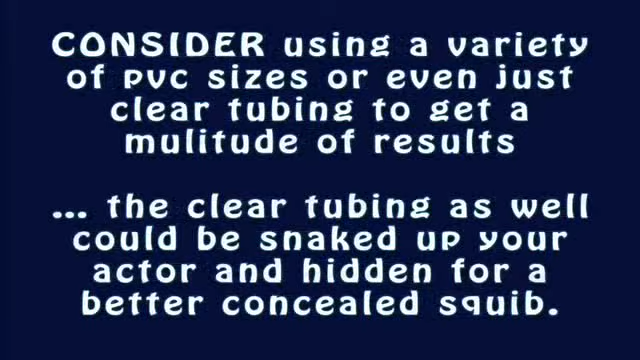 CONSIDER using a variety
of pvc sizes or even just
clear tubing to get a
mulitude of results
... the clear tubing as well
could be snaked up your
actor and hidden for a
better concealed squib.